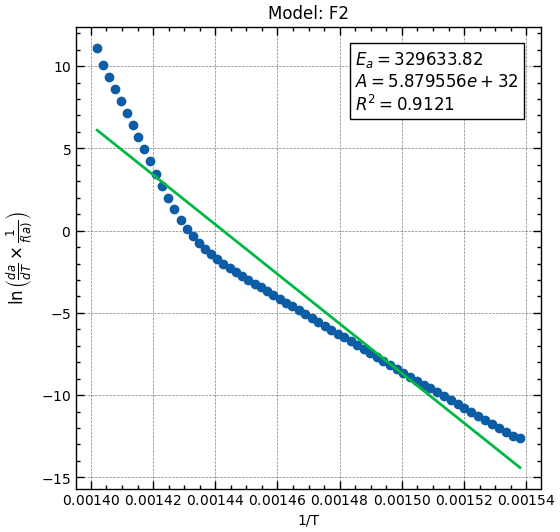 Model: F2
E_a = 329633.82
A = 5.879556e + 32
R^2 = 0.9121
10
5
0
−5
−10
−15
ln(da/dT × 1/f(a))
0.00140 0.00142 0.00144 0.00146 0.00148 0.00150 0.00152 0.00154
1/T